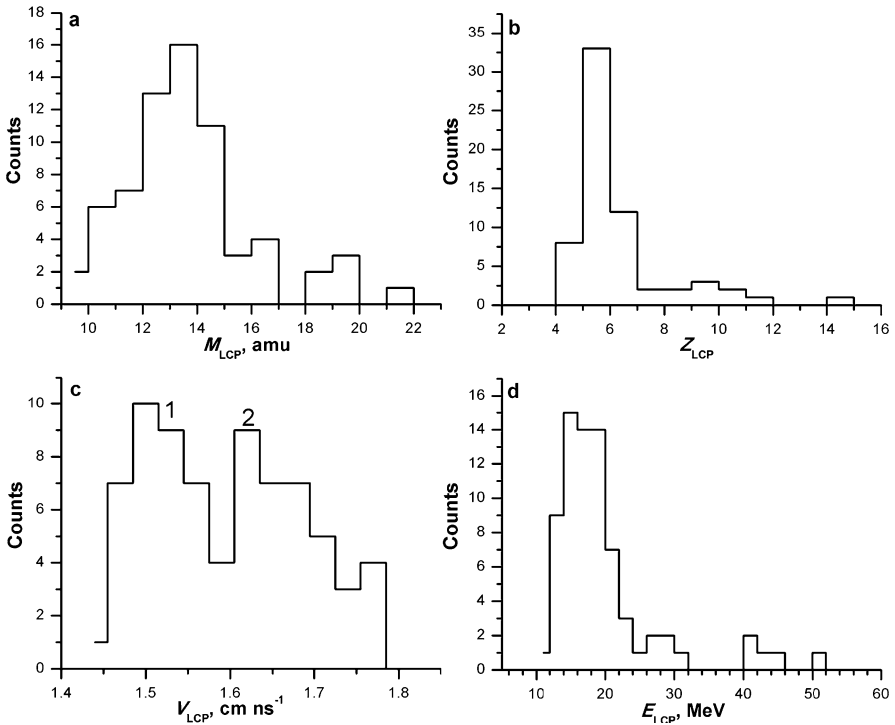 a
18
16
14
12
10
8
6
4
2
0
Counts
10 12 14 16 18 20 22
M_LCP, amu
b
35
30
25
20
15
10
5
0
Counts
2 4 6 8 10 12 14 16
Z_LCP
c
10
8
6
4
2
0
Counts
1 2
1.4 1.5 1.6 1.7 1.8
V_LCP, cm ns⁻¹
d
16
14
12
10
8
6
4
2
0
Counts
10 20 30 40 50 60
E_LCP, MeV